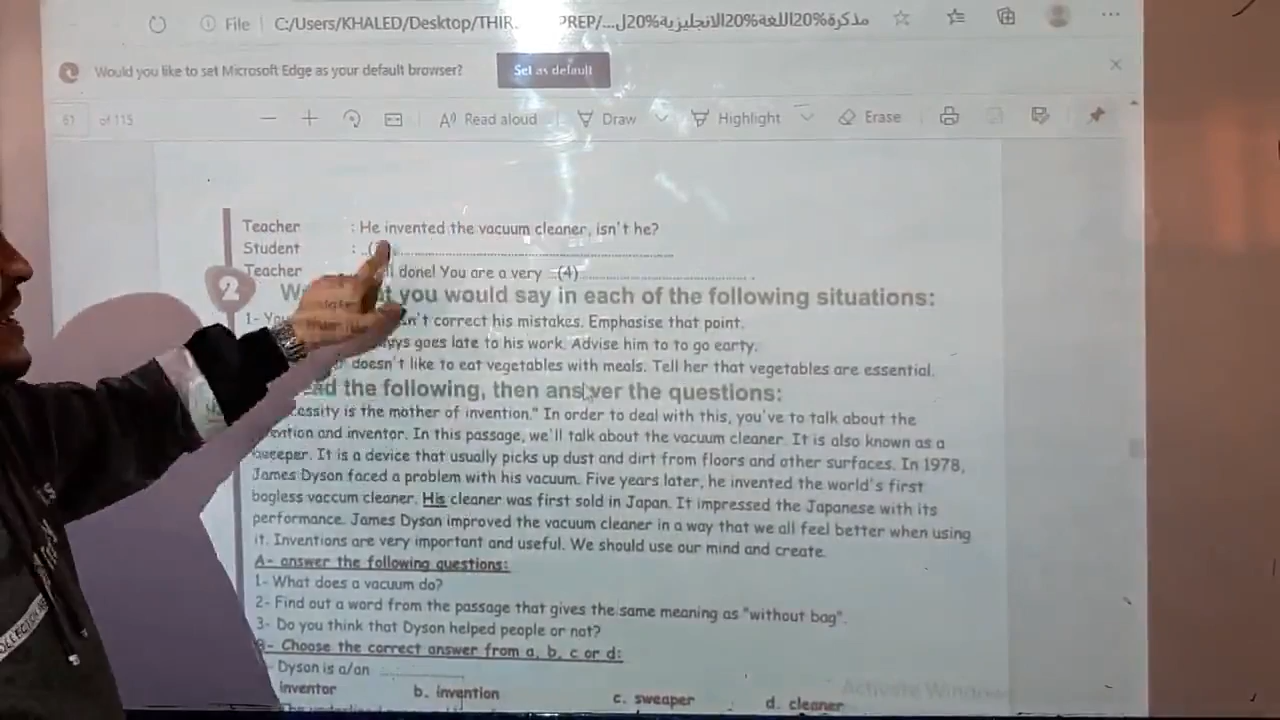 File C:/Users/KHALED/Desktop/THIR PREP/...مذكرة%20اللغة%20الانجليزية%20ل
Would you like to set Microsoft Edge as your default browser? Set as default
61 of 115 Read aloud Draw Highlight Erase
Teacher : He invented the vacuum cleaner, isn't he?
Student :
Teacher done! You are a very ..(4)
2 you would say in each of the following situations:
1- correct his mistakes. Emphasise that point.
goes late to his work. Advise him to to go earty.
doesn't like to eat vegetables with meals. Tell her that vegetables are essential.
the following, then answer the questions:
is the mother of invention." In order to deal with this, you've to talk about the
and inventor. In this passage, we'll talk about the vacuum cleaner. It is also known as a
It is a device that usually picks up dust and dirt from floors and other surfaces. In 1978,
James Dyson faced a problem with his vacuum. Five years later, he invented the world's first
bagless vaccum cleaner. His cleaner was first sold in Japan. It impressed the Japanese with its
performance. James Dyson improved the vacuum cleaner in a way that we all feel better when using
it. Inventions are very important and useful. We should use our mind and create.
A- answer the following questions:
1- What does a vacuum do?
2- Find out a word from the passage that gives the same meaning as "without bag".
3- Do you think that Dyson helped people or not?
B- Choose the correct answer from a, b, c or d:
- Dyson is a/an
inventor b. invention c. sweaper d. cleaner
Activate Windows